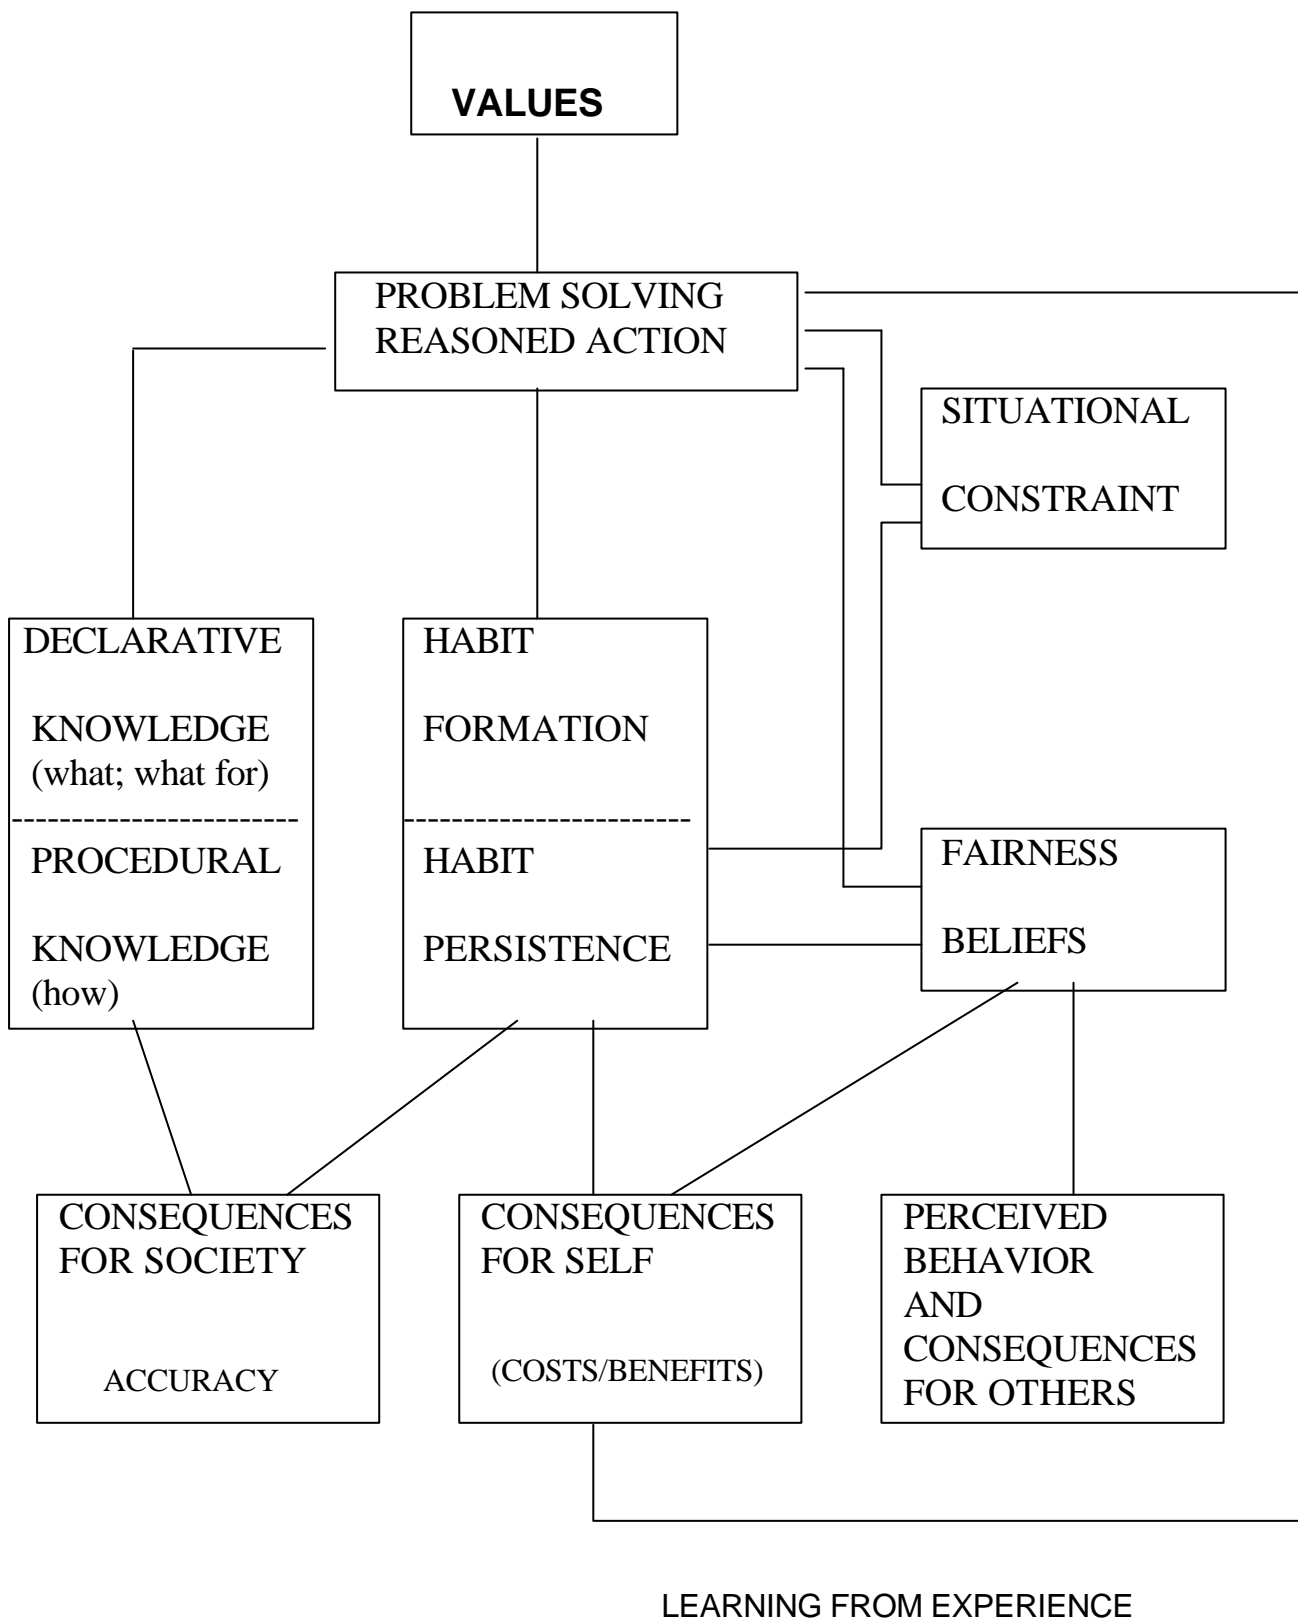 VALUES
PROBLEM SOLVING
REASONED ACTION
SITUATIONAL
CONSTRAINT
DECLARATIVE
KNOWLEDGE
(what; what for)
PROCEDURAL
KNOWLEDGE
(how)
HABIT
FORMATION
HABIT
PERSISTENCE
FAIRNESS
BELIEFS
CONSEQUENCES
FOR SOCIETY
ACCURACY
CONSEQUENCES
FOR SELF
(COSTS/BENEFITS)
PERCEIVED
BEHAVIOR
AND
CONSEQUENCES
FOR OTHERS
LEARNING FROM EXPERIENCE